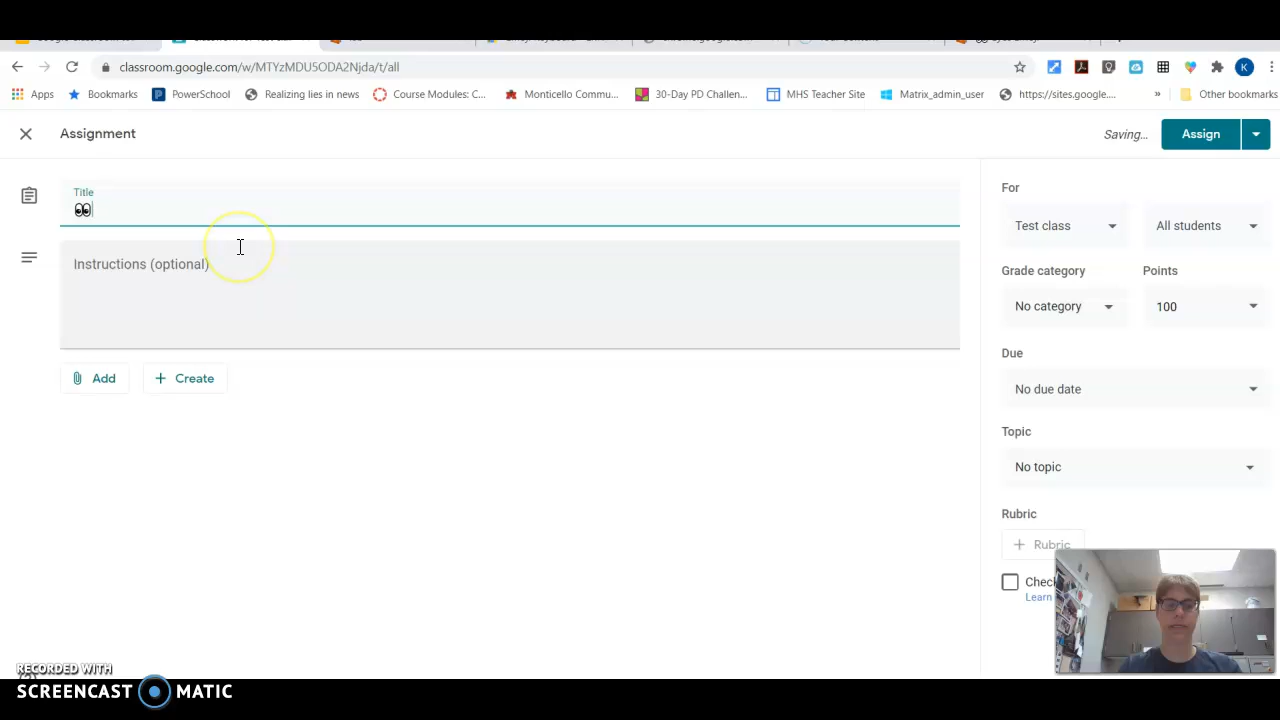 classroom.google.com/w/MTYzMDU5ODA2Njda/t/all
Apps Bookmarks PowerSchool Realizing lies in news Course Modules: C... Monticello Commu... 30-Day PD Challen... MHS Teacher Site Matrix_admin_user https://sites.google.... » Other bookmarks
K
Assignment
Saving...
Assign
Title
👀
Instructions (optional)
Add
Create
For
Test class
All students
Grade category
Points
No category
100
Due
No due date
Topic
No topic
Rubric
+ Rubric
Check
Learn
RECORDED WITH
SCREENCAST MATIC